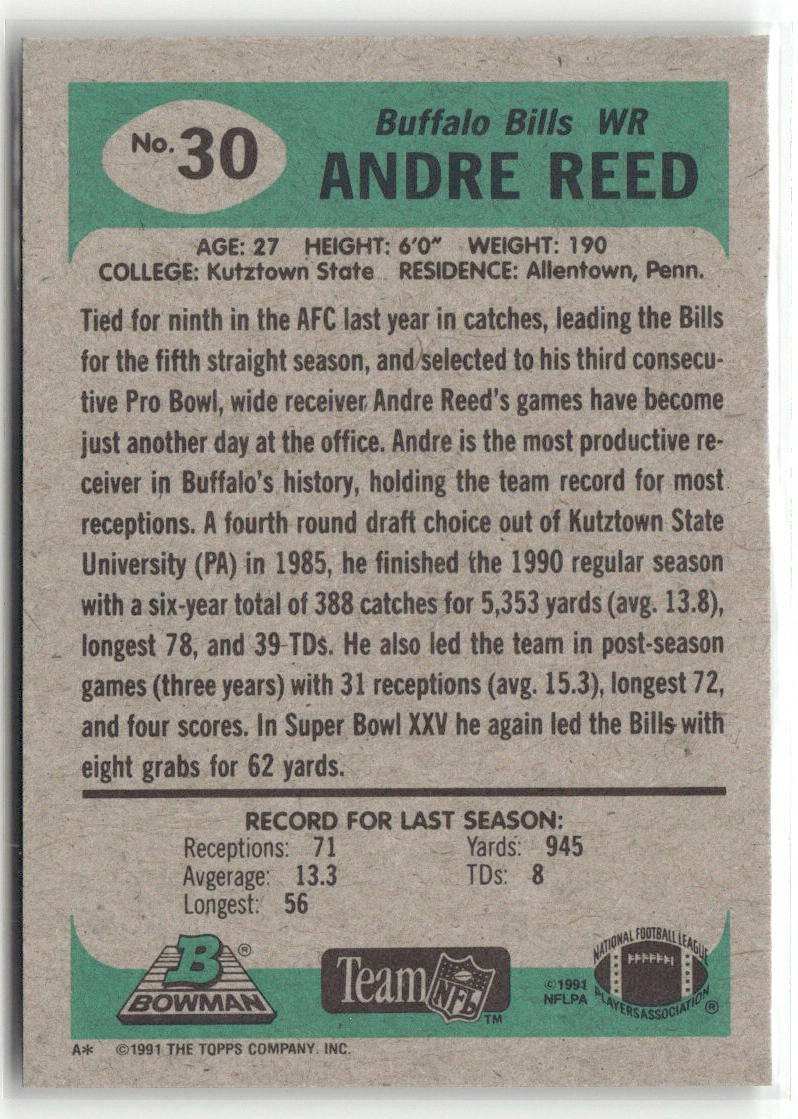 No. 30
Buffalo Bills WR
ANDRE REED
AGE: 27 HEIGHT: 6'0" WEIGHT: 190
COLLEGE: Kutztown State RESIDENCE: Allentown, Penn.
Tied for ninth in the AFC last year in catches, leading the Bills
for the fifth straight season, and selected to his third consecu-
tive Pro Bowl, wide receiver Andre Reed's games have become
just another day at the office. Andre is the most productive re-
ceiver in Buffalo's history, holding the team record for most
receptions. A fourth round draft choice out of Kutztown State
University (PA) in 1985, he finished the 1990 regular season
with a six-year total of 388 catches for 5,353 yards (avg. 13.8),
longest 78, and 39 TDs. He also led the team in post-season
games (three years) with 31 receptions (avg. 15.3), longest 72,
and four scores. In Super Bowl XXV he again led the Bills with
eight grabs for 62 yards.
RECORD FOR LAST SEASON:
Receptions: 71 Yards: 945
Avgerage: 13.3 TDs: 8
Longest: 56
B ®
BOWMAN
Team NFL ™
©1991
NFLPA
NATIONAL FOOTBALL LEAGUE
PLAYERS ASSOCIATION ®
A* ©1991 THE TOPPS COMPANY, INC.